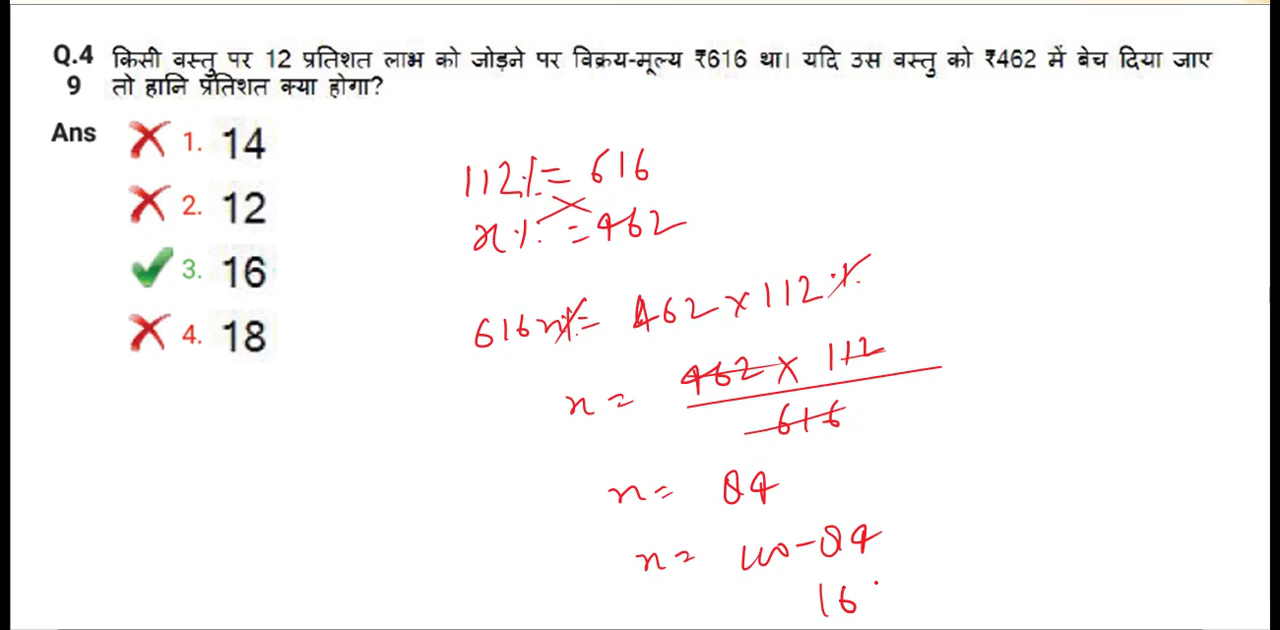 Q.4 किसी वस्तु पर 12 प्रतिशत लाभ को जोड़ने पर विक्रय-मूल्य ₹616 था। यदि उस वस्तु को ₹462 में बेच दिया जाए
9 तो हानि प्रतिशत क्या होगा?
Ans
1. 14
2. 12
3. 16
4. 18
112% = 616
x% = 462
616x% = 462 × 112%
x = 462 × 112
616
x = 84
x = 100 - 84
16